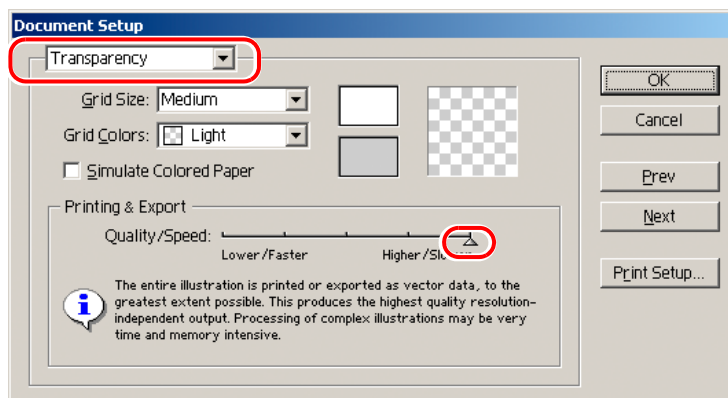 Document Setup
Transparency
Grid Size: Medium
Grid Colors: Light
Simulate Colored Paper
OK
Cancel
Prev
Next
Print Setup...
Printing & Export
Quality/Speed:
Lower/Faster Higher/
The entire illustration is printed or exported as vector data, to the
greatest extent possible. This produces the highest quality resolution-
independent output. Processing of complex illustrations may be very
time and memory intensive.